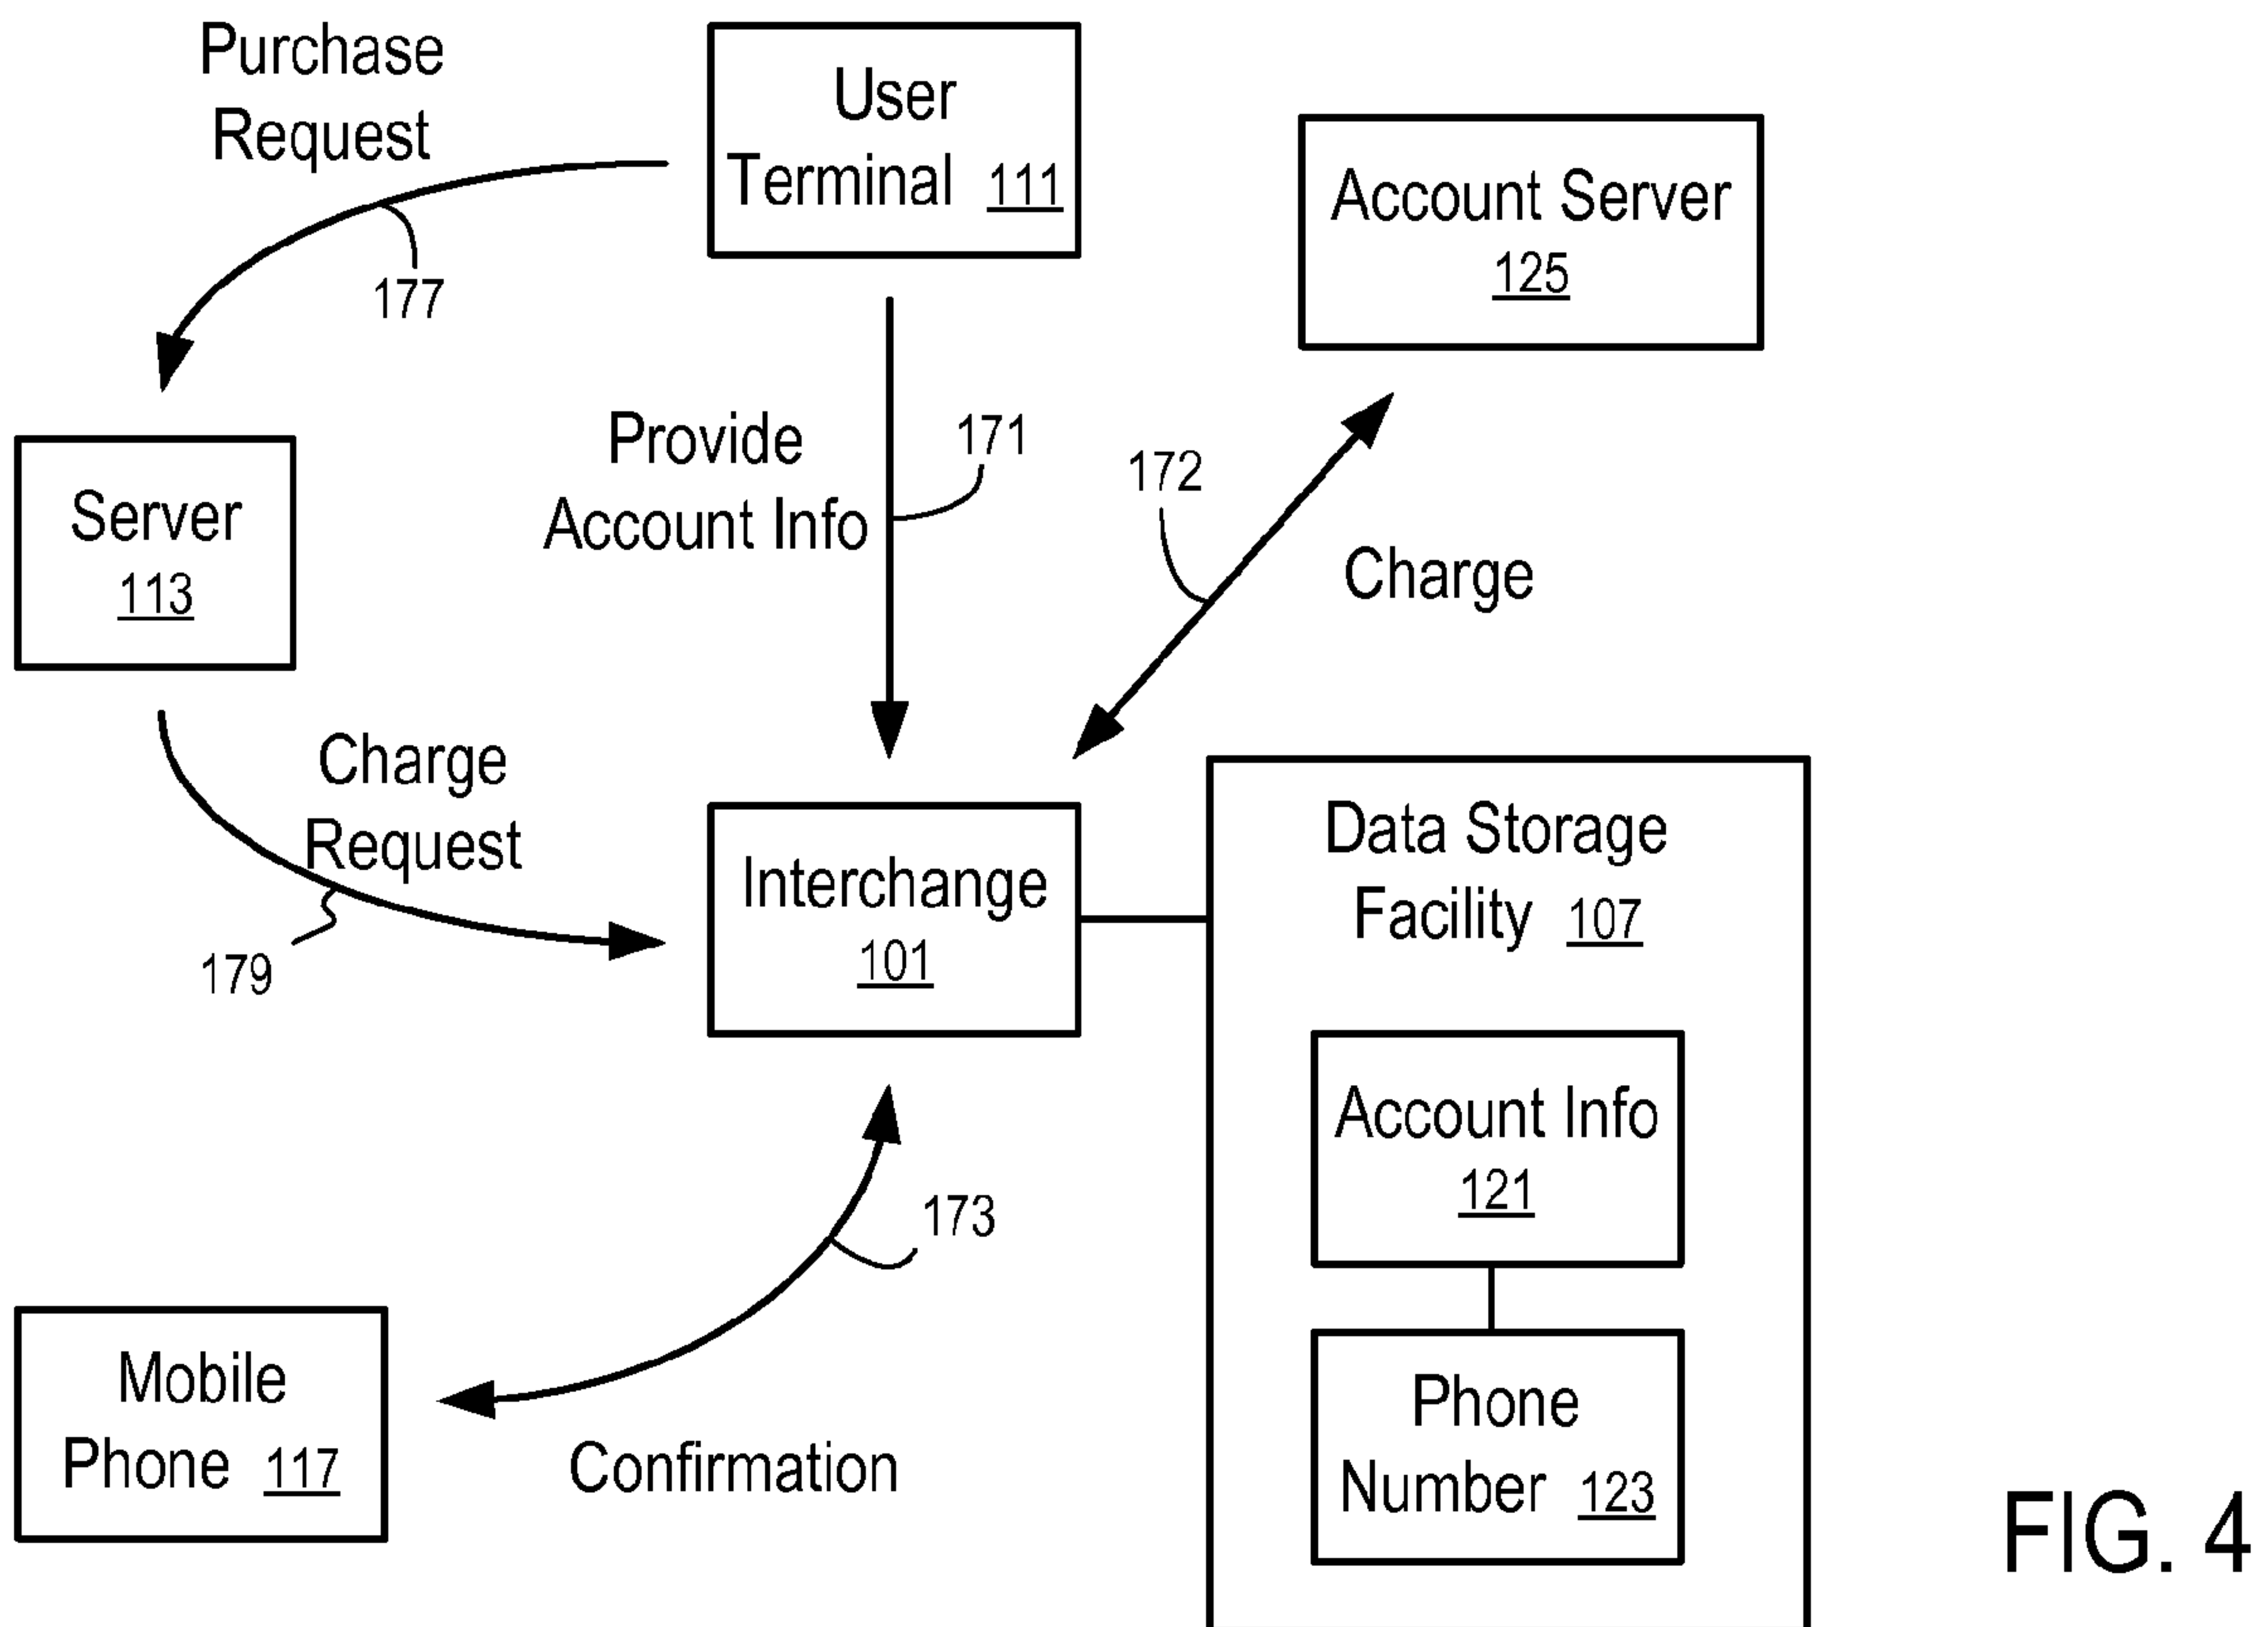 Purchase
Request
177
User
Terminal 111
Account Server
125
Server
113
Provide
Account Info
171
172
Charge
Charge
Request
179
Interchange
101
Data Storage
Facility 107
Account Info
121
Phone
Number 123
173
Mobile
Phone 117
Confirmation
FIG. 4